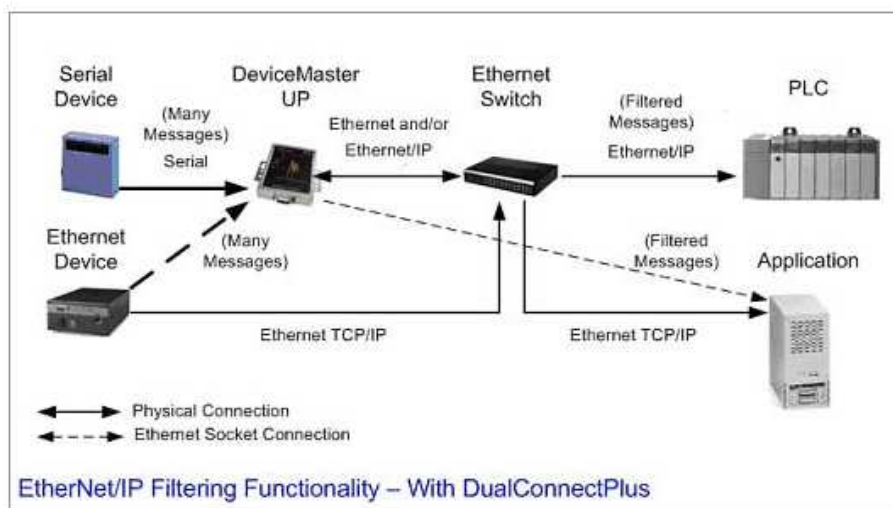 Serial
Device
DeviceMaster
UP
Ethernet
Switch
PLC
(Many
Messages)
Serial
Ethernet and/or
Ethernet/IP
(Filtered
Messages)
Ethernet/IP
Ethernet
Device
(Many
Messages)
(Filtered
Messages)
Application
Ethernet TCP/IP
Ethernet TCP/IP
Physical Connection
Ethernet Socket Connection
EtherNet/IP Filtering Functionality – With DualConnectPlus